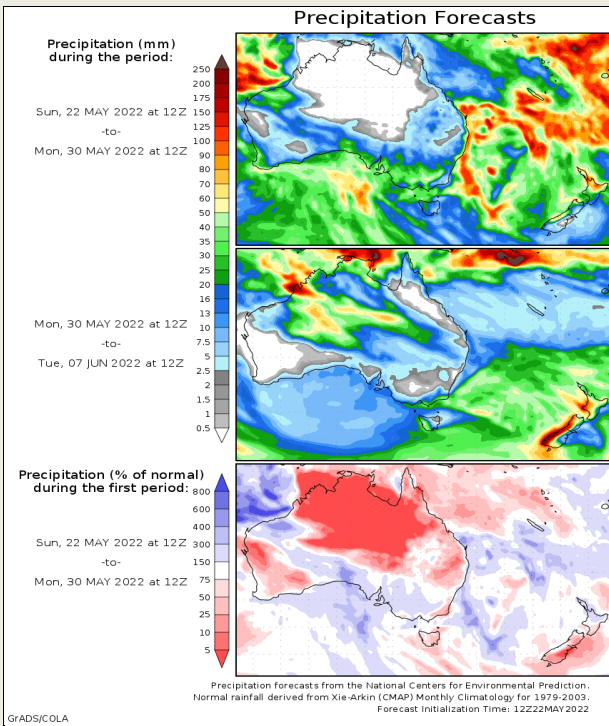 Precipitation Forecasts
Precipitation (mm)
during the period:
Sun, 22 MAY 2022 at 12Z
-to-
Mon, 30 MAY 2022 at 12Z
250
200
175
150
125
100
90
80
70
60
50
40
35
30
25
20
16
13
10
7.5
5
2.5
2
1.5
1
0.5
Mon, 30 MAY 2022 at 12Z
-to-
Tue, 07 JUN 2022 at 12Z
Precipitation (% of normal)
during the first period:
Sun, 22 MAY 2022 at 12Z
-to-
Mon, 30 MAY 2022 at 12Z
800
600
400
300
150
75
50
25
10
5
Precipitation forecasts from the National Centers for Environmental Prediction.
Normal rainfall derived from Xie-Arkin (CMAP) Monthly Climatology for 1979-2003.
Forecast Initialization Time: 12Z22MAY2022
GrADS/COLA